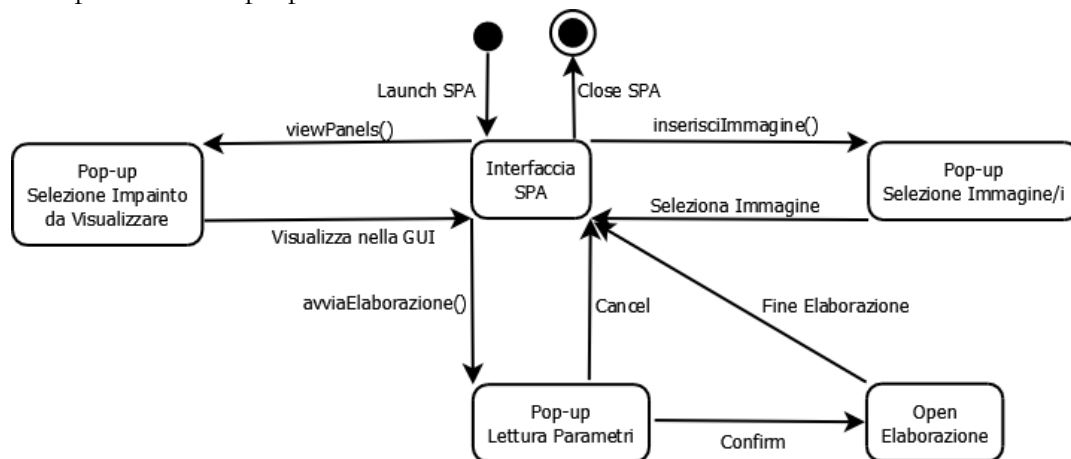 Launch SPA
Close SPA
viewPanels()
inserisciImmagine()
Pop-up
Selezione Impainto
da Visualizzare
Interfaccia
SPA
Pop-up
Selezione Immagine/i
Visualizza nella GUI
Seleziona Immagine
avviaElaborazione()
Cancel
Fine Elaborazione
Pop-up
Lettura Parametri
Confirm
Open
Elaborazione